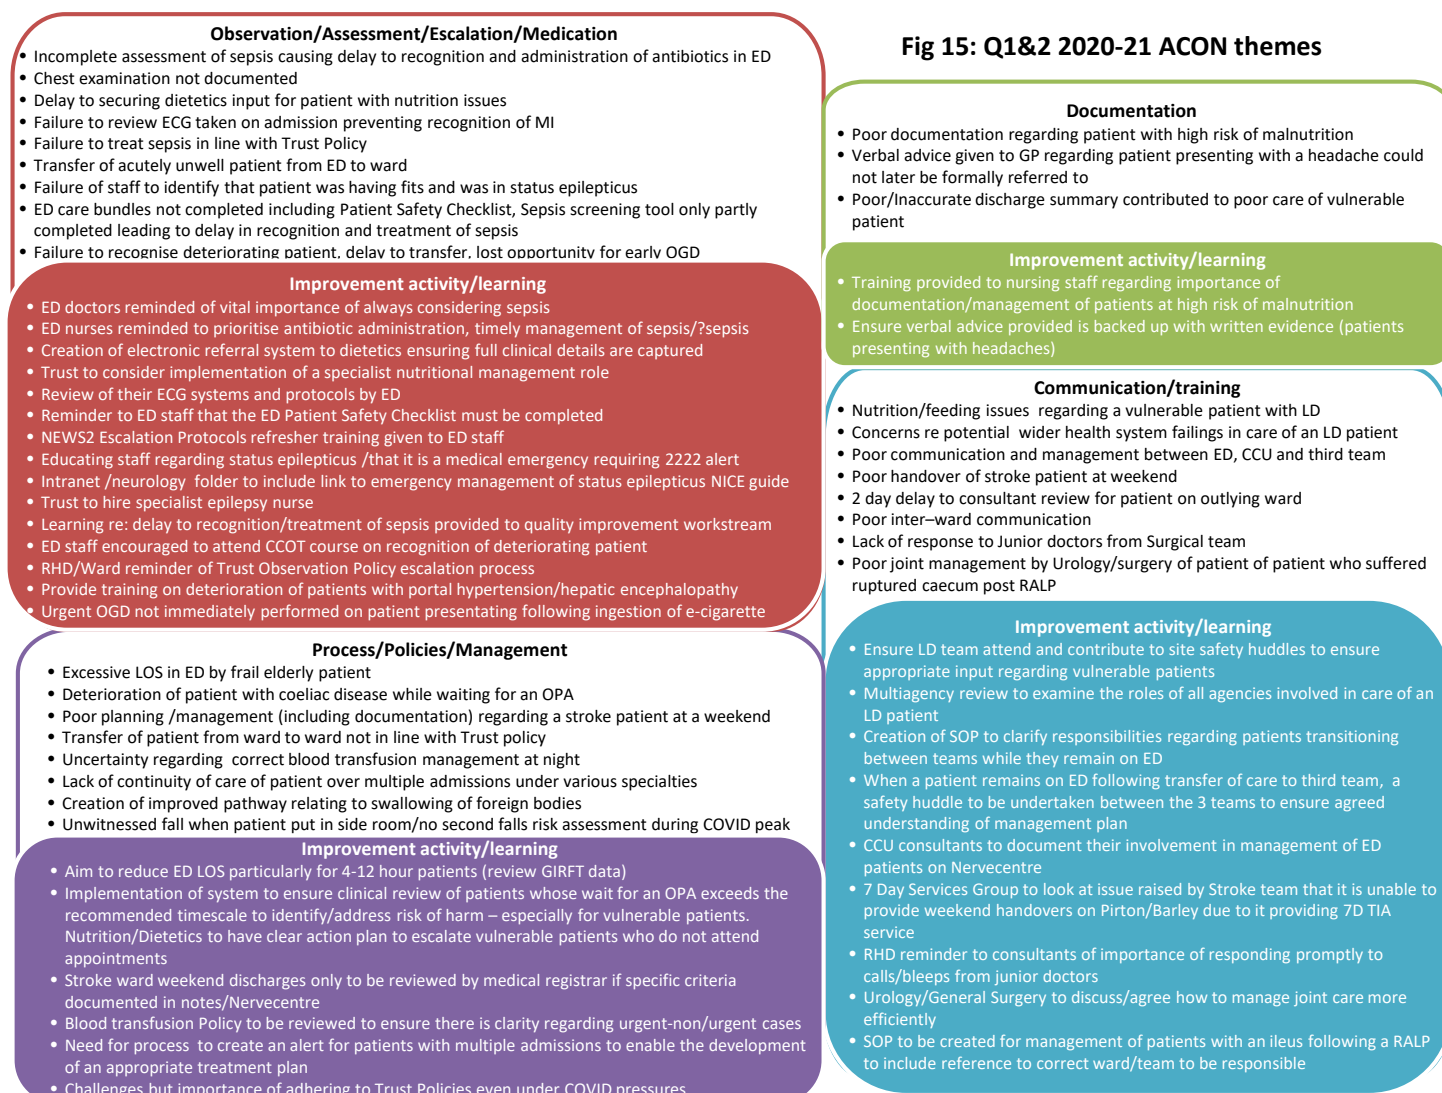 Fig 15: Q1&2 2020-21 ACON themes
Observation/Assessment/Escalation/Medication
• Incomplete assessment of sepsis causing delay to recognition and administration of antibiotics in ED
• Chest examination not documented
• Delay to securing dietetics input for patient with nutrition issues
• Failure to review ECG taken on admission preventing recognition of MI
• Failure to treat sepsis in line with Trust Policy
• Transfer of acutely unwell patient from ED to ward
• Failure of staff to identify that patient was having fits and was in status epilepticus
• ED care bundles not completed including Patient Safety Checklist, Sepsis screening tool only partly
completed leading to delay in recognition and treatment of sepsis
• Failure to recognise deteriorating patient, delay to transfer, lost opportunity for early OGD
Improvement activity/learning
• ED doctors reminded of vital importance of always considering sepsis
• ED nurses reminded to prioritise antibiotic administration, timely management of sepsis/?sepsis
• Creation of electronic referral system to dietetics ensuring full clinical details are captured
• Trust to consider implementation of a specialist nutritional management role
• Review of their ECG systems and protocols by ED
• Reminder to ED staff that the ED Patient Safety Checklist must be completed
• NEWS2 Escalation Protocols refresher training given to ED staff
• Educating staff regarding status epilepticus /that it is a medical emergency requiring 2222 alert
• Intranet /neurology folder to include link to emergency management of status epilepticus NICE guide
• Trust to hire specialist epilepsy nurse
• Learning re: delay to recognition/treatment of sepsis provided to quality improvement workstream
• ED staff encouraged to attend CCOT course on recognition of deteriorating patient
• RHD/Ward reminder of Trust Observation Policy escalation process
• Provide training on deterioration of patients with portal hypertension/hepatic encephalopathy
• Urgent OGD not immediately performed on patient presentating following ingestion of e-cigarette
Process/Policies/Management
• Excessive LOS in ED by frail elderly patient
• Deterioration of patient with coeliac disease while waiting for an OPA
• Poor planning /management (including documentation) regarding a stroke patient at a weekend
• Transfer of patient from ward to ward not in line with Trust policy
• Uncertainty regarding correct blood transfusion management at night
• Lack of continuity of care of patient over multiple admissions under various specialties
• Creation of improved pathway relating to swallowing of foreign bodies
• Unwitnessed fall when patient put in side room/no second falls risk assessment during COVID peak
Improvement activity/learning
• Aim to reduce ED LOS particularly for 4-12 hour patients (review GIRFT data)
• Implementation of system to ensure clinical review of patients whose wait for an OPA exceeds the
recommended timescale to identify/address risk of harm – especially for vulnerable patients.
Nutrition/Dietetics to have clear action plan to escalate vulnerable patients who do not attend
appointments
• Stroke ward weekend discharges only to be reviewed by medical registrar if specific criteria
documented in notes/Nervecentre
• Blood transfusion Policy to be reviewed to ensure there is clarity regarding urgent-non/urgent cases
• Need for process to create an alert for patients with multiple admissions to enable the development
of an appropriate treatment plan
• Challenges but importance of adhering to Trust Policies even under COVID pressures
Documentation
• Poor documentation regarding patient with high risk of malnutrition
• Verbal advice given to GP regarding patient presenting with a headache could
not later be formally referred to
• Poor/Inaccurate discharge summary contributed to poor care of vulnerable
patient
Improvement activity/learning
• Training provided to nursing staff regarding importance of
documentation/management of patients at high risk of malnutrition
• Ensure verbal advice provided is backed up with written evidence (patients
presenting with headaches)
Communication/training
• Nutrition/feeding issues regarding a vulnerable patient with LD
• Concerns re potential wider health system failings in care of an LD patient
• Poor communication and management between ED, CCU and third team
• Poor handover of stroke patient at weekend
• 2 day delay to consultant review for patient on outlying ward
• Poor inter–ward communication
• Lack of response to Junior doctors from Surgical team
• Poor joint management by Urology/surgery of patient of patient who suffered
ruptured caecum post RALP
Improvement activity/learning
• Ensure LD team attend and contribute to site safety huddles to ensure
appropriate input regarding vulnerable patients
• Multiagency review to examine the roles of all agencies involved in care of an
LD patient
• Creation of SOP to clarify responsibilities regarding patients transitioning
between teams while they remain on ED
• When a patient remains on ED following transfer of care to third team, a
safety huddle to be undertaken between the 3 teams to ensure agreed
understanding of management plan
• CCU consultants to document their involvement in management of ED
patients on Nervecentre
• 7 Day Services Group to look at issue raised by Stroke team that it is unable to
provide weekend handovers on Pirton/Barley due to it providing 7D TIA
service
• RHD reminder to consultants of importance of responding promptly to
calls/bleeps from junior doctors
• Urology/General Surgery to discuss/agree how to manage joint care more
efficiently
• SOP to be created for management of patients with an ileus following a RALP
to include reference to correct ward/team to be responsible